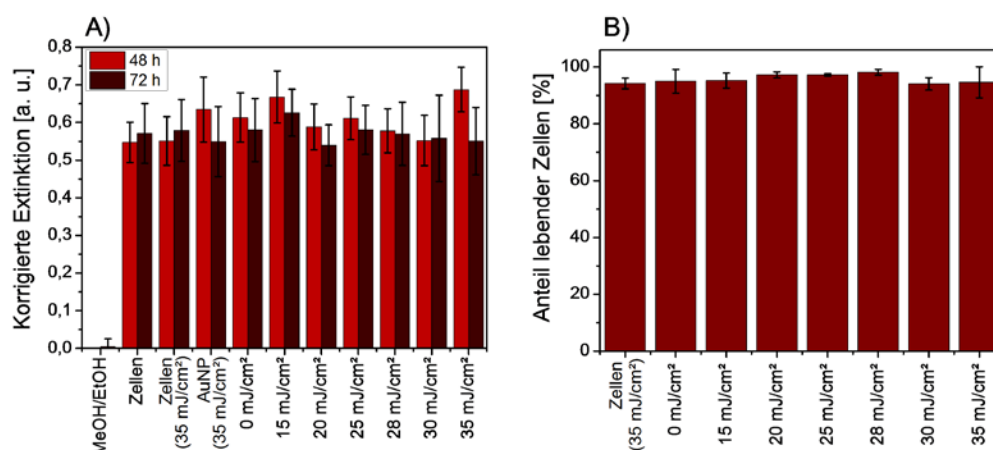 A)
Korrigierte Extinktion [a. u.]
0,8
0,7
0,6
0,5
0,4
0,3
0,2
0,1
0,0
48 h
72 h
MeOH/EtOH
Zellen
Zellen
(35 mJ/cm²)
AuNP
(35 mJ/cm²)
0 mJ/cm²
15 mJ/cm²
20 mJ/cm²
25 mJ/cm²
28 mJ/cm²
30 mJ/cm²
35 mJ/cm²
B)
Anteil lebender Zellen [%]
100
80
60
40
20
0
Zellen
(35 mJ/cm²)
0 mJ/cm²
15 mJ/cm²
20 mJ/cm²
25 mJ/cm²
28 mJ/cm²
30 mJ/cm²
35 mJ/cm²